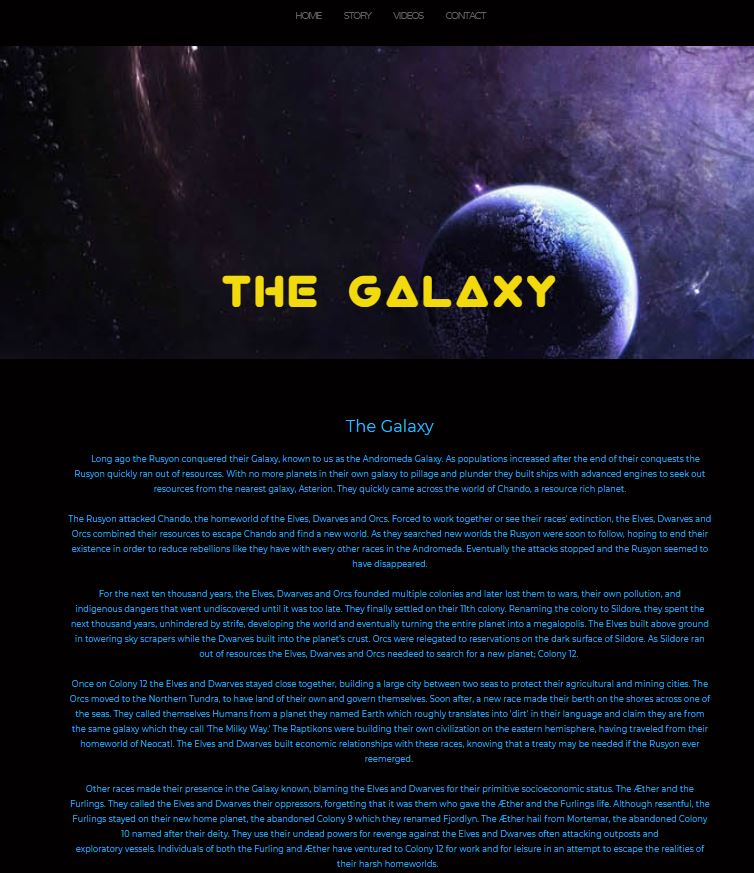 HOME STORY VIDEOS CONTACT
THE GALAXY
The Galaxy
Long ago the Rusyon conquered their Galaxy, known to us as the Andromeda Galaxy. As populations increased after the end of their conquests the
Rusyon quickly ran out of resources. With no more planets in their own galaxy to pillage and plunder they built ships with advanced engines to seek out
resources from the nearest galaxy, Asterion. They quickly came across the world of Chando, a resource rich planet.
The Rusyon attacked Chando, the homeworld of the Elves, Dwarves and Orcs. Forced to work together or see their races' extinction, the Elves, Dwarves and
Orcs combined their resources to escape Chando and find a new world. As they searched new worlds the Rusyon were soon to follow, hoping to end their
existence in order to reduce rebellions like they have with every other races in the Andromeda. Eventually the attacks stopped and the Rusyon seemed to
have disappeared.
For the next ten thousand years, the Elves, Dwarves and Orcs founded multiple colonies and later lost them to wars, their own pollution, and
indigenous dangers that went undiscovered until it was too late. They finally settled on their 11th colony. Renaming the colony to Sildore, they spent the
next thousand years, unhindered by strife, developing the world and eventually turning the entire planet into a megalopolis. The Elves built above ground
in towering sky scrapers while the Dwarves built into the planet's crust. Orcs were relegated to reservations on the dark surface of Sildore. As Sildore ran
out of resources the Elves, Dwarves and Orcs needeed to search for a new planet; Colony 12.
Once on Colony 12 the Elves and Dwarves stayed close together, building a large city between two seas to protect their agricultural and mining cities. The
Orcs moved to the Northern Tundra, to have land of their own and govern themselves. Soon after, a new race made their berth on the shores across one of
the seas. They called themselves Humans from a planet they named Earth which roughly translates into 'dirt' in their language and claim they are from
the same galaxy which they call 'The Milky Way.' The Raptikons were building their own civilization on the eastern hemisphere, having traveled from their
homeworld of Neocatl. The Elves and Dwarves built economic relationships with these races, knowing that a treaty may be needed if the Rusyon ever
reemerged.
Other races made their presence in the Galaxy known, blaming the Elves and Dwarves for their primitive socioeconomic status. The Æther and the
Furlings. They called the Elves and Dwarves their oppressors, forgetting that it was them who gave the Æther and the Furlings life. Although resentful, the
Furlings stayed on their new home planet, the abandoned Colony 9 which they renamed Fjordlyn. The Æther hail from Mortemar, the abandoned Colony
10 named after their deity. They use their undead powers for revenge against the Elves and Dwarves often attacking outposts and
exploratory vessels. Individuals of both the Furling and Æther have ventured to Colony 12 for work and for leisure in an attempt to escape the realities of
their harsh homeworlds.